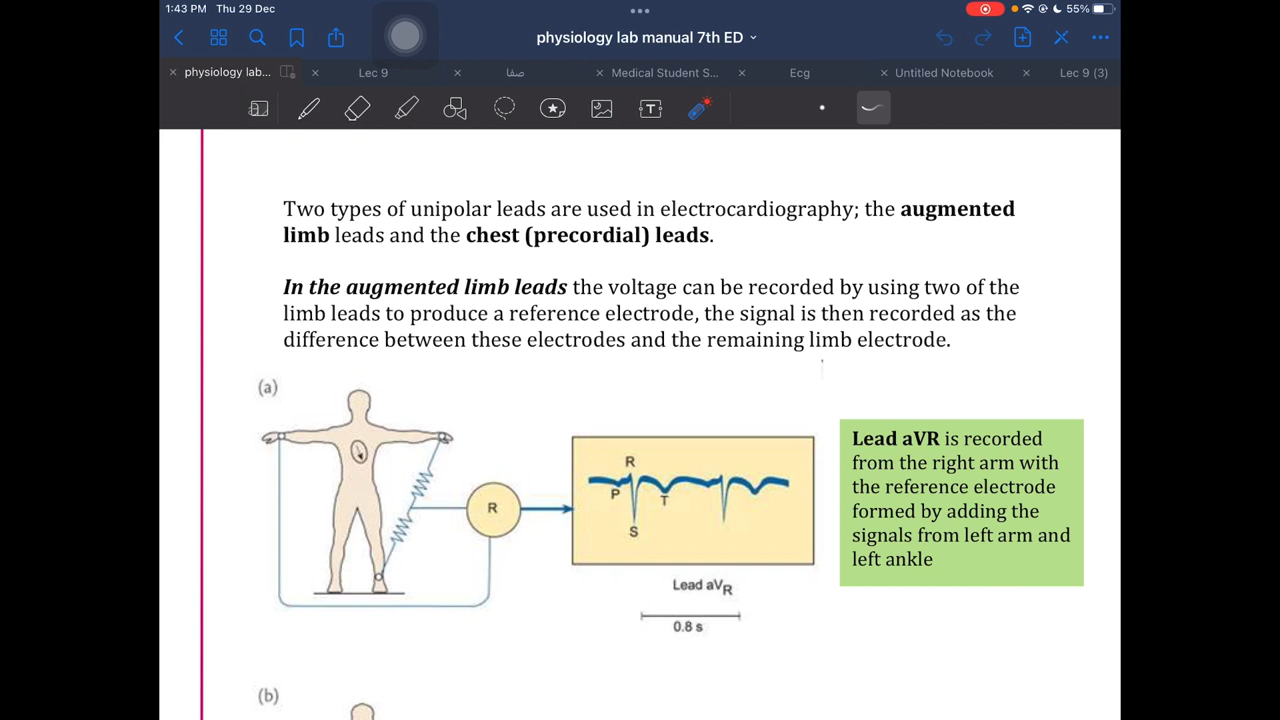 1:43 PM Thu 29 Dec
55%
physiology lab manual 7th ED
physiology lab...
Lec 9
صفا
Medical Student S...
Ecg
Untitled Notebook
Lec 9 (3)
Two types of unipolar leads are used in electrocardiography; the augmented
limb leads and the chest (precordial) leads.
In the augmented limb leads the voltage can be recorded by using two of the
limb leads to produce a reference electrode, the signal is then recorded as the
difference between these electrodes and the remaining limb electrode.
(a)
R
R
P
T
S
Lead aVR
0.8 s
Lead aVR is recorded
from the right arm with
the reference electrode
formed by adding the
signals from left arm and
left ankle
(b)